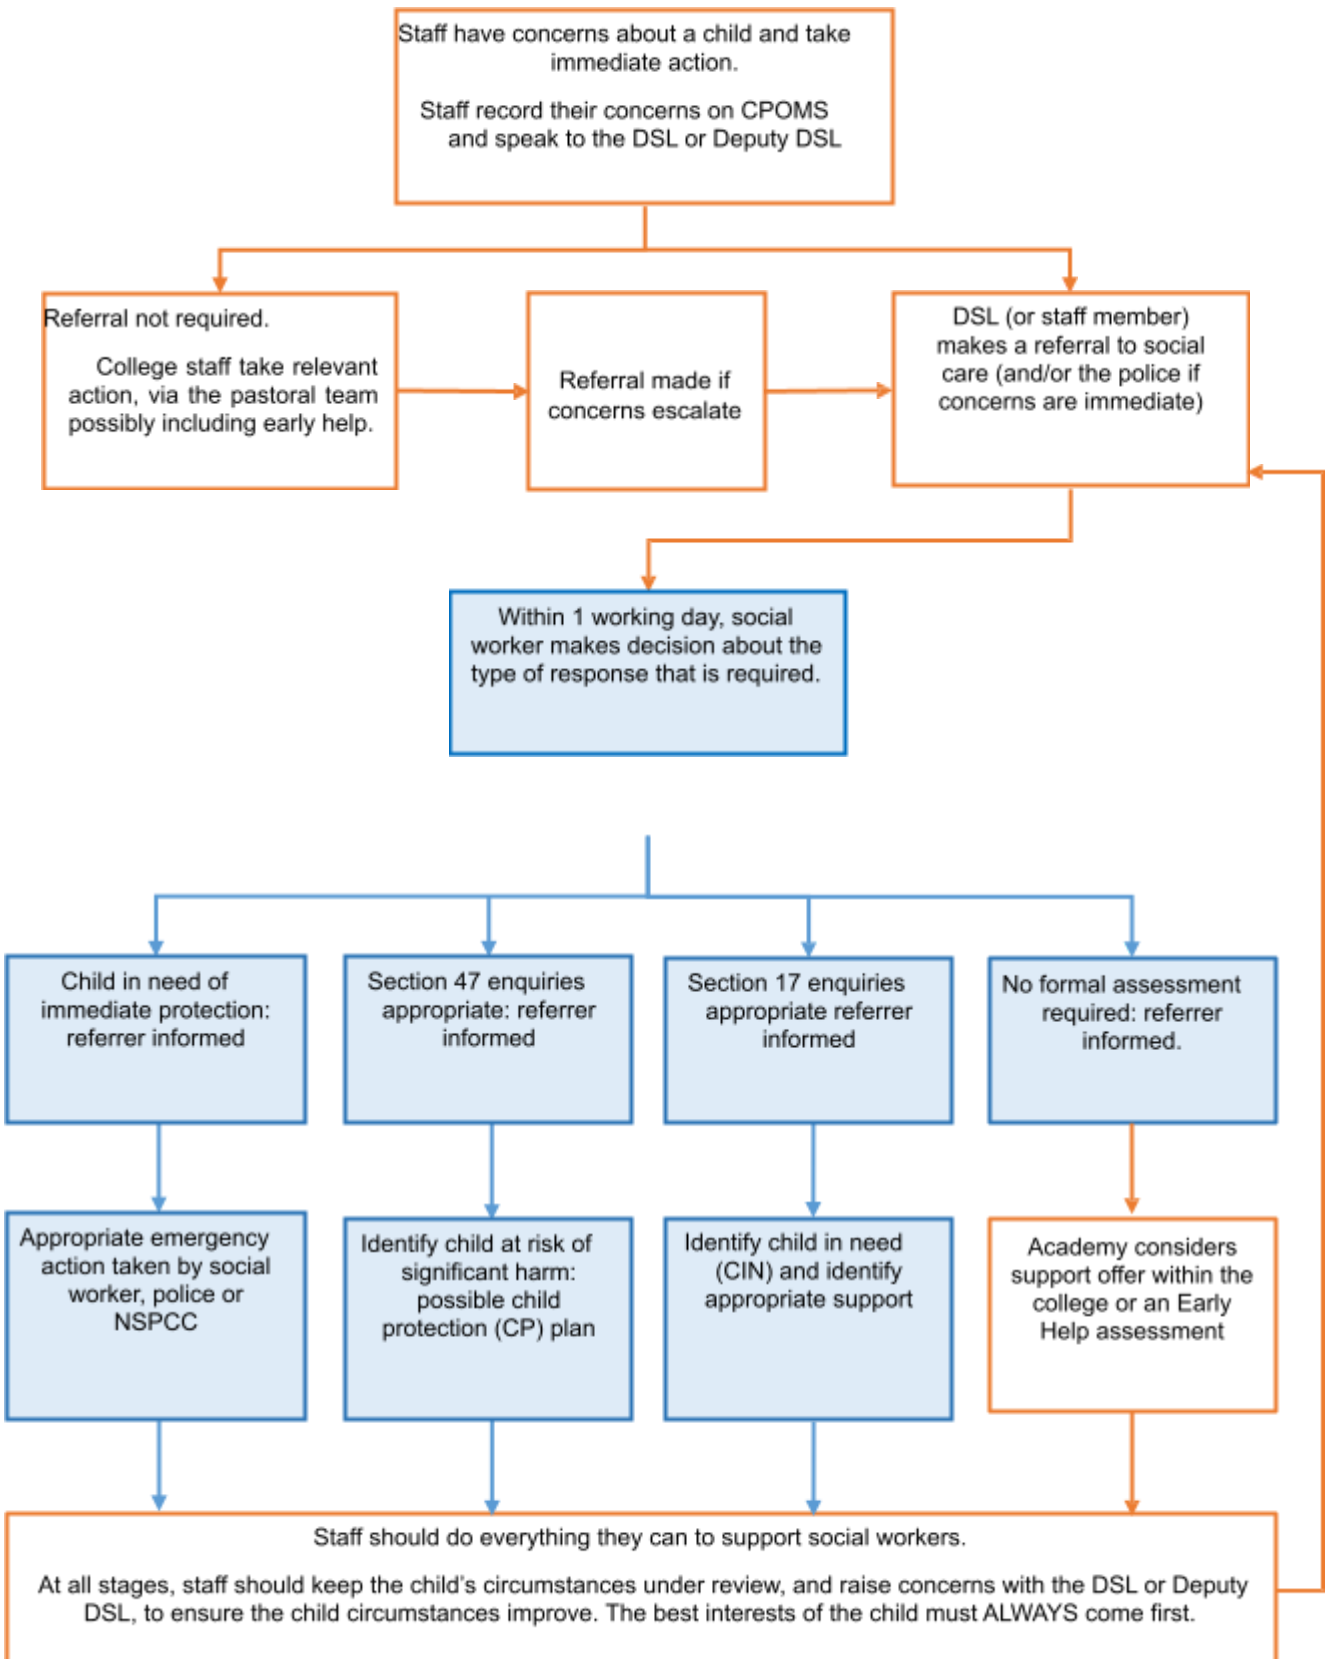 Staff have concerns about a child and take
immediate action.
Staff record their concerns on CPOMS
and speak to the DSL or Deputy DSL
Referral not required.
College staff take relevant
action, via the pastoral team
possibly including early help.
Referral made if
concerns escalate
DSL (or staff member)
makes a referral to social
care (and/or the police if
concerns are immediate)
Within 1 working day, social
worker makes decision about the
type of response that is required.
Child in need of
immediate protection:
referrer informed
Section 47 enquiries
appropriate: referrer
informed
Section 17 enquiries
appropriate referrer
informed
No formal assessment
required: referrer
informed.
Appropriate emergency
action taken by social
worker, police or
NSPCC
Identify child at risk of
significant harm:
possible child
protection (CP) plan
Identify child in need
(CIN) and identify
appropriate support
Academy considers
support offer within the
college or an Early
Help assessment
Staff should do everything they can to support social workers.
At all stages, staff should keep the child’s circumstances under review, and raise concerns with the DSL or Deputy
DSL, to ensure the child circumstances improve. The best interests of the child must ALWAYS come first.